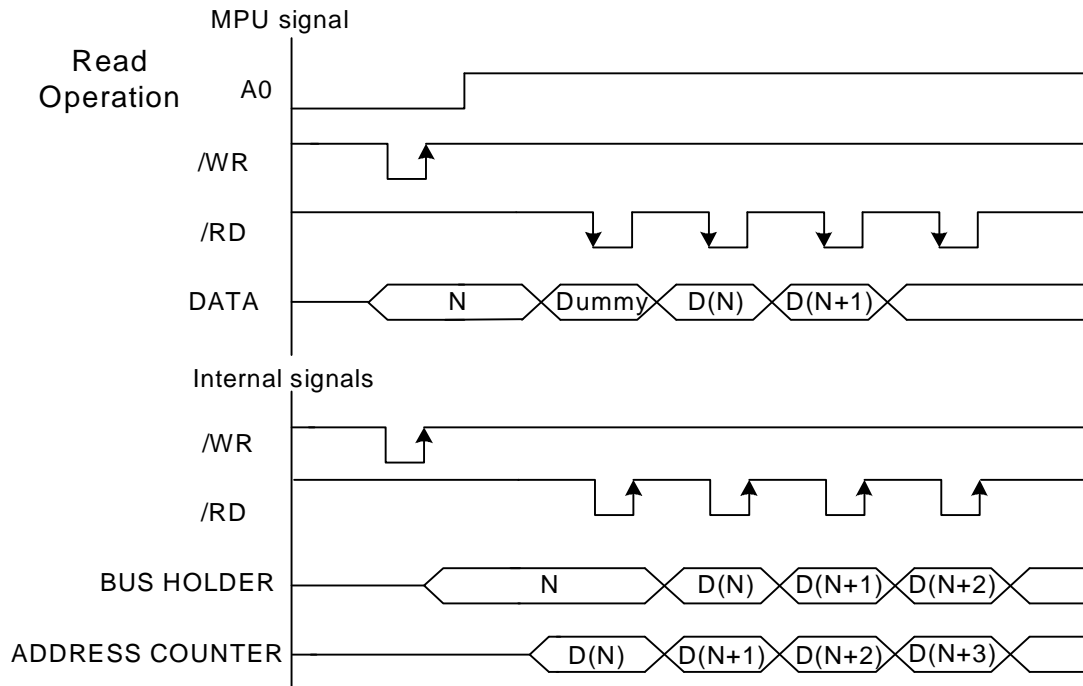 MPU signal
Read
Operation
A0
/WR
/RD
DATA N Dummy D(N) D(N+1)
Internal signals
/WR
/RD
BUS HOLDER N D(N) D(N+1) D(N+2)
ADDRESS COUNTER D(N) D(N+1) D(N+2) D(N+3)